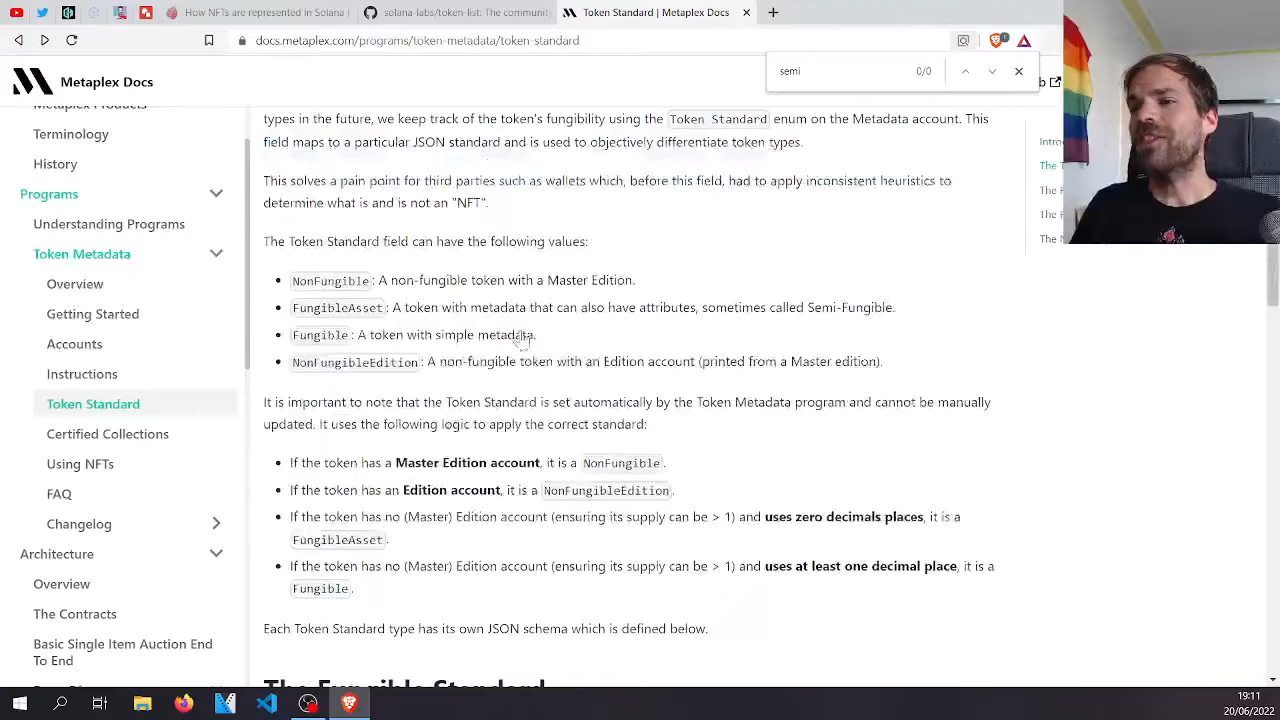 How NFTs are represented in Solana
solana-labs/token-list: The communi
Token Standard | Metaplex Docs
docs.metaplex.com/programs/token-metadata/token-standard
semi
0/0
Metaplex Docs
Metaplex Products
Terminology
History
Programs
Understanding Programs
Token Metadata
Overview
Getting Started
Accounts
Instructions
Token Standard
Certified Collections
Using NFTs
FAQ
Changelog
Architecture
Overview
The Contracts
Basic Single Item Auction End
To End
types in the future, we keep track of the token's fungibility using the Token Standard enum on the Metadata account. This
field maps to a particular JSON standard and is used to objectively differentiate token types.
This solves a pain point for third parties such as wallets which, before this field, had to apply inconsistent heuristics to
determine what is and is not an "NFT".
The Token Standard field can have the following values:
NonFungible: A non-fungible token with a Master Edition.
FungibleAsset: A token with metadata that can also have attributes, sometimes called Semi-Fungible.
Fungible: A token with simple metadata.
NonFungibleEdition: A non-fungible token with an Edition account (printed from a Master edition).
It is important to note that the Token Standard is set automatically by the Token Metadata program and cannot be manually
updated. It uses the following logic to apply the correct standard:
If the token has a Master Edition account, it is a NonFungible.
If the token has an Edition account, it is a NonFungibleEdition.
If the token has no (Master) Edition account (ensuring its supply can be > 1) and uses zero decimals places, it is a
FungibleAsset.
If the token has no (Master) Edition account (ensuring its supply can be > 1) and uses at least one decimal place, it is a
Fungible.
Each Token Standard type has its own JSON schema which is defined below.
The Fungible Standard
Intro
The T
The F
The F
The N
19:11
20/06/2022